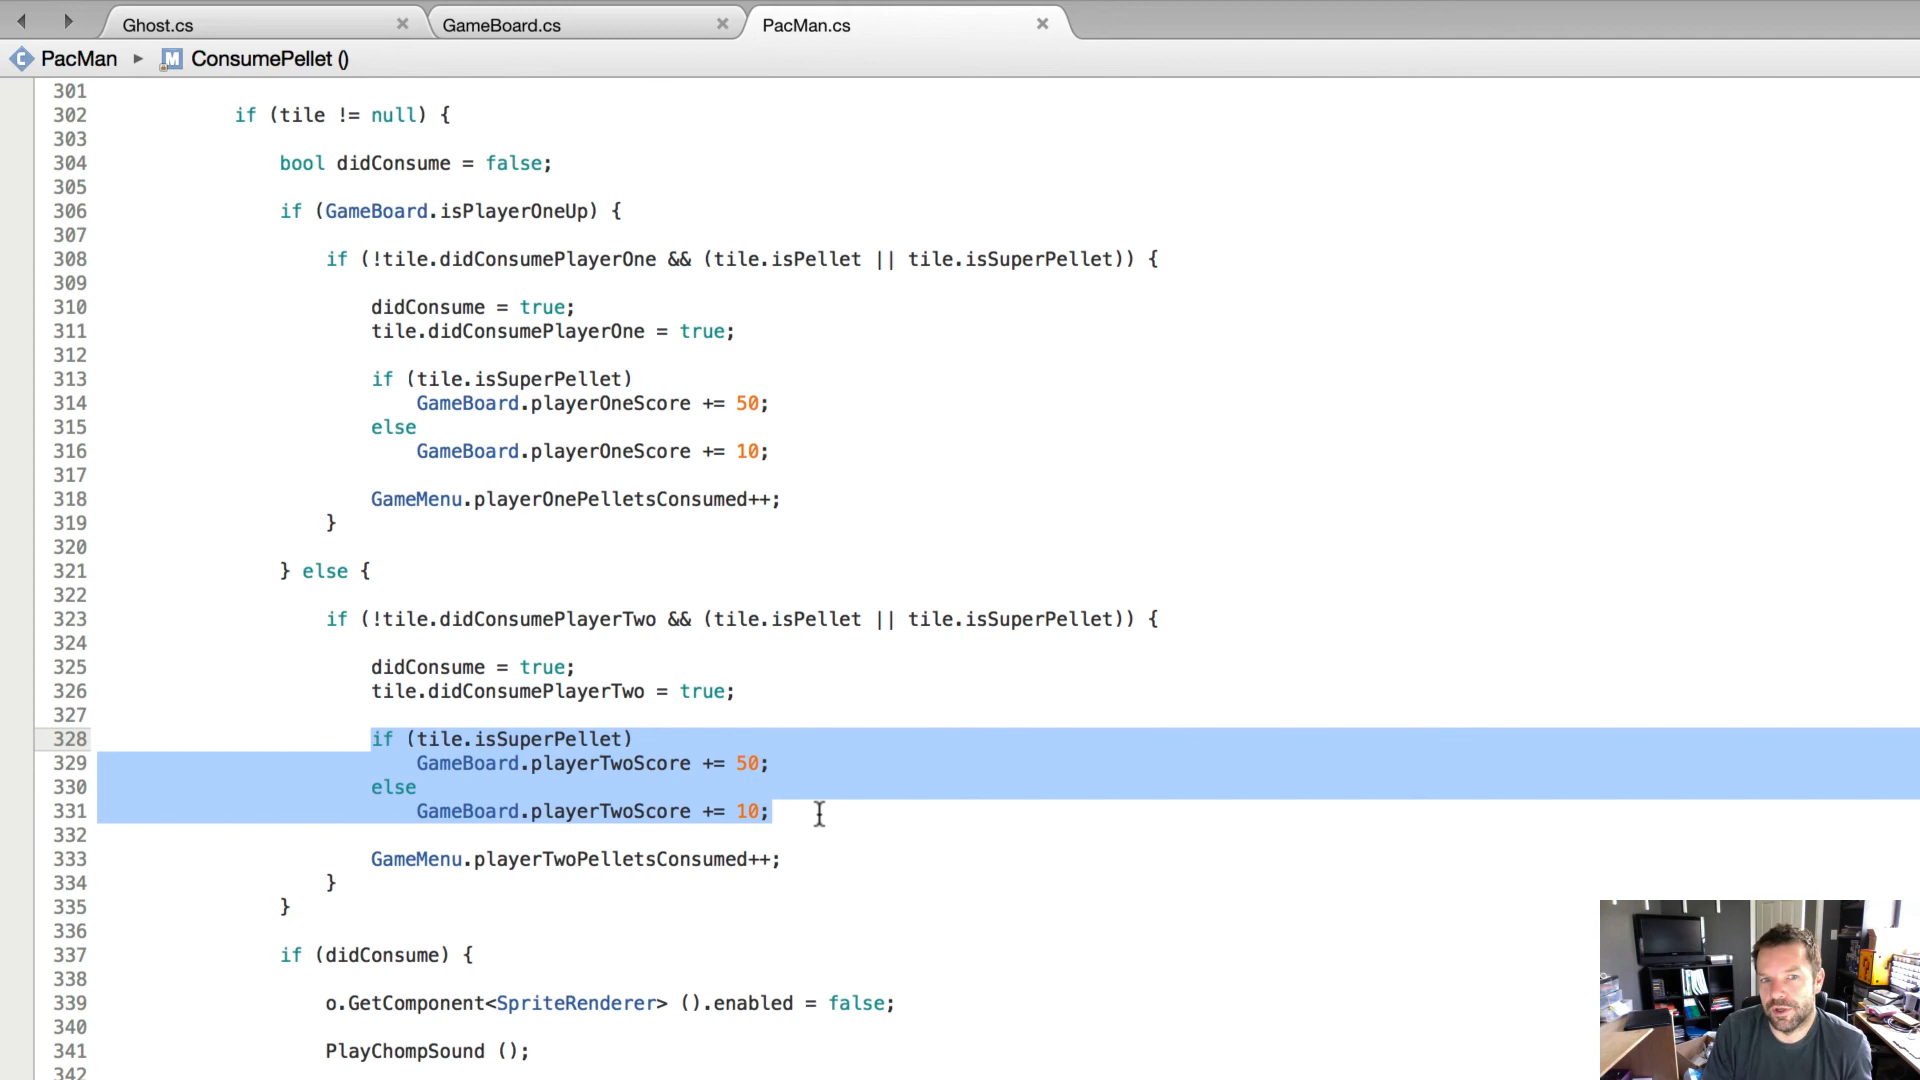 Ghost.cs
GameBoard.cs
PacMan.cs
PacMan
ConsumePellet ()
301
302 if (tile != null) {
303
304 bool didConsume = false;
305
306 if (GameBoard.isPlayerOneUp) {
307
308 if (!tile.didConsumePlayerOne && (tile.isPellet || tile.isSuperPellet)) {
309
310 didConsume = true;
311 tile.didConsumePlayerOne = true;
312
313 if (tile.isSuperPellet)
314 GameBoard.playerOneScore += 50;
315 else
316 GameBoard.playerOneScore += 10;
317
318 GameMenu.playerOnePelletsConsumed++;
319 }
320
321 } else {
322
323 if (!tile.didConsumePlayerTwo && (tile.isPellet || tile.isSuperPellet)) {
324
325 didConsume = true;
326 tile.didConsumePlayerTwo = true;
327
328 if (tile.isSuperPellet)
329 GameBoard.playerTwoScore += 50;
330 else
331 GameBoard.playerTwoScore += 10;
332
333 GameMenu.playerTwoPelletsConsumed++;
334 }
335 }
336
337 if (didConsume) {
338
339 o.GetComponent<SpriteRenderer> ().enabled = false;
340
341 PlayChompSound ();
342